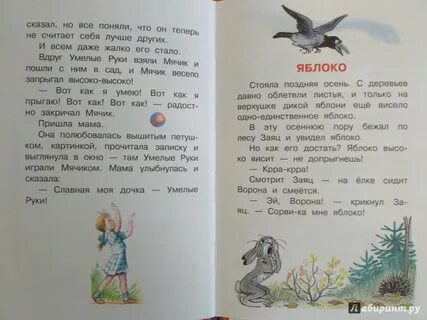 сказал, но все поняли, что он теперь
не считает себя лучше других.
И всем даже жалко его стало.
Вдруг Умелые Руки взяли Мячик и
пошли с ним в сад, и Мячик весело
запрыгал высоко-высоко!
— Вот как я умею! Вот как я
прыгаю! Вот как! Вот как! — радост-
но закричал Мячик.
Пришла мама.
Она полюбовалась вышитым петуш-
ком, картинкой, прочитала записку и
выглянула в окно — там Умелые Руки
играли Мячиком. Мама улыбнулась и
сказала:
— Славная моя дочка — Умелые
Руки!
ЯБЛОКО
Стояла поздняя осень. С деревьев
давно облетели листья, и только на
верхушке дикой яблони ещё висело
одно-единственное яблоко.
В эту осеннюю пору бежал по
лесу Заяц и увидел яблоко.
Но как его достать? Яблоко высо-
ко висит — не допрыгнешь!
— Крра-крра!
Смотрит Заяц — на ёлке сидит
Ворона и смеётся.
— Эй, Ворона! — крикнул За-
яц. — Сорви-ка мне яблоко!
Лабиринт.ру